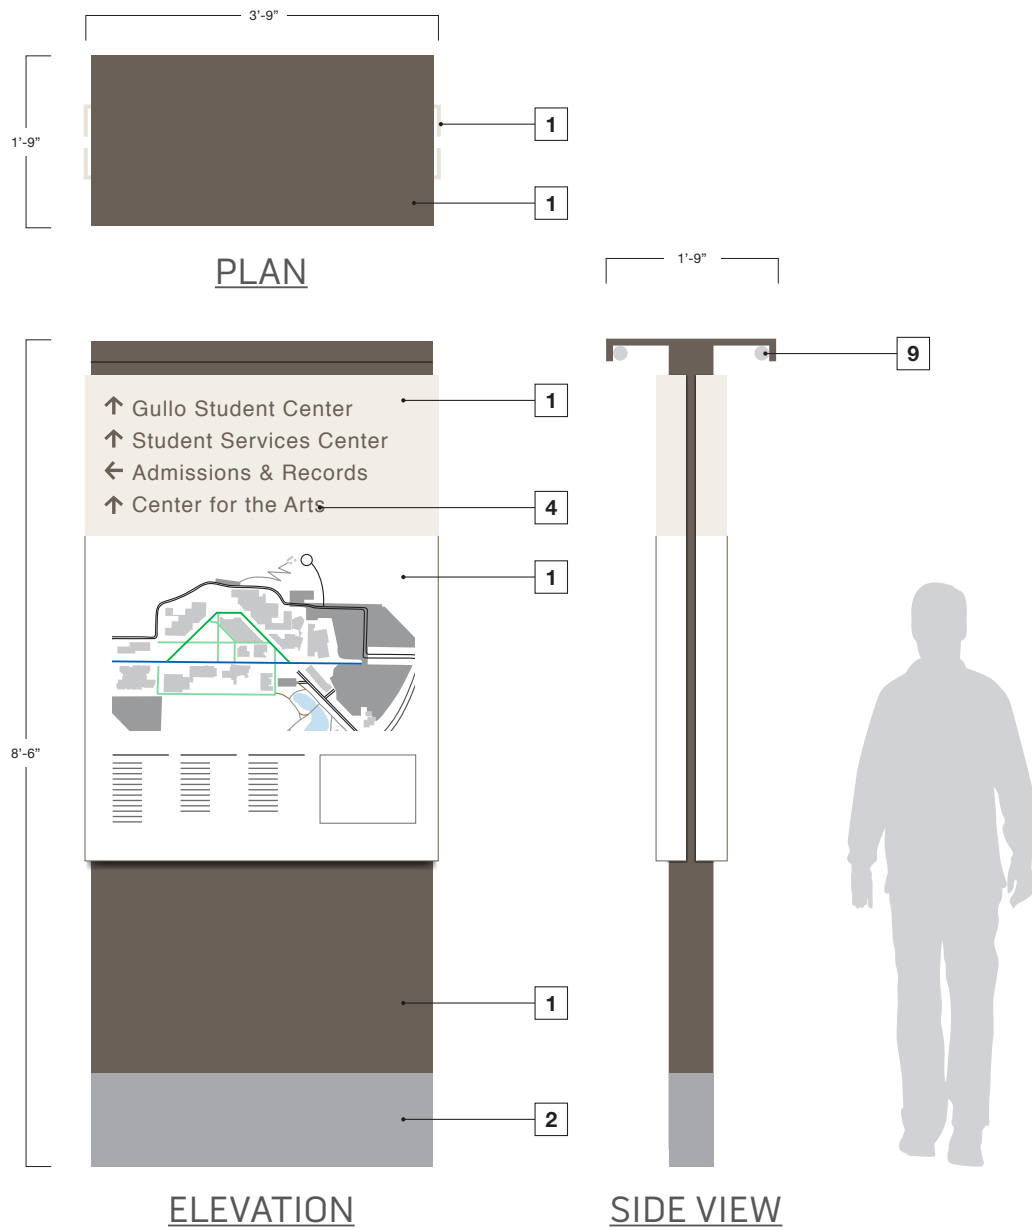 3’-9”
1’-9”
1
1
PLAN
1’-9”
9
↑ Gullo Student Center
↑ Student Services Center
← Admissions & Records
↑ Center for the Arts
1
4
1
8’-6”
1
2
ELEVATION
SIDE VIEW